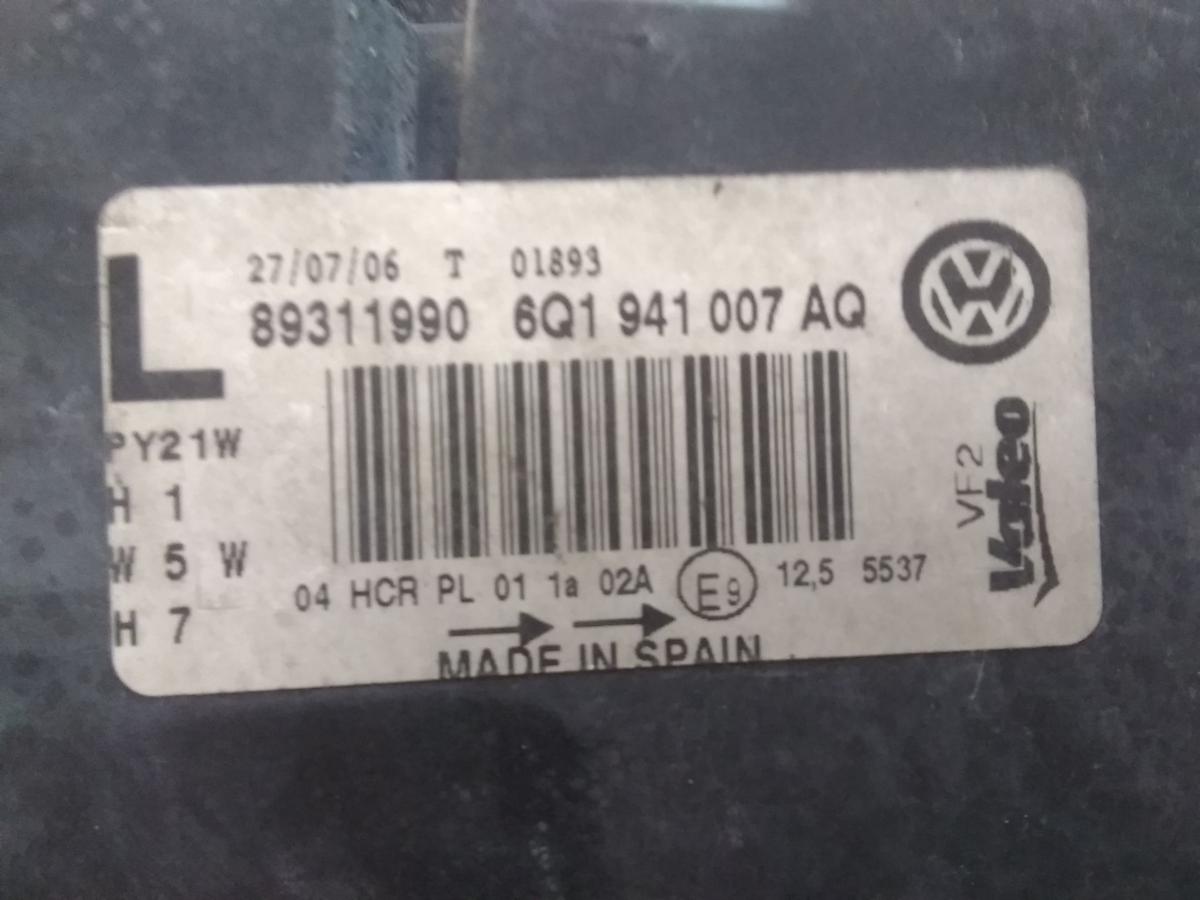 L
27/07/06 T 01893
89311990 6Q1 941 007 AQ
PY21W
H 1
W 5 W
H 7
04 HCR PL 01 1a 02A E9 12,5 5537
MADE IN SPAIN
VF2
Valeo
VW